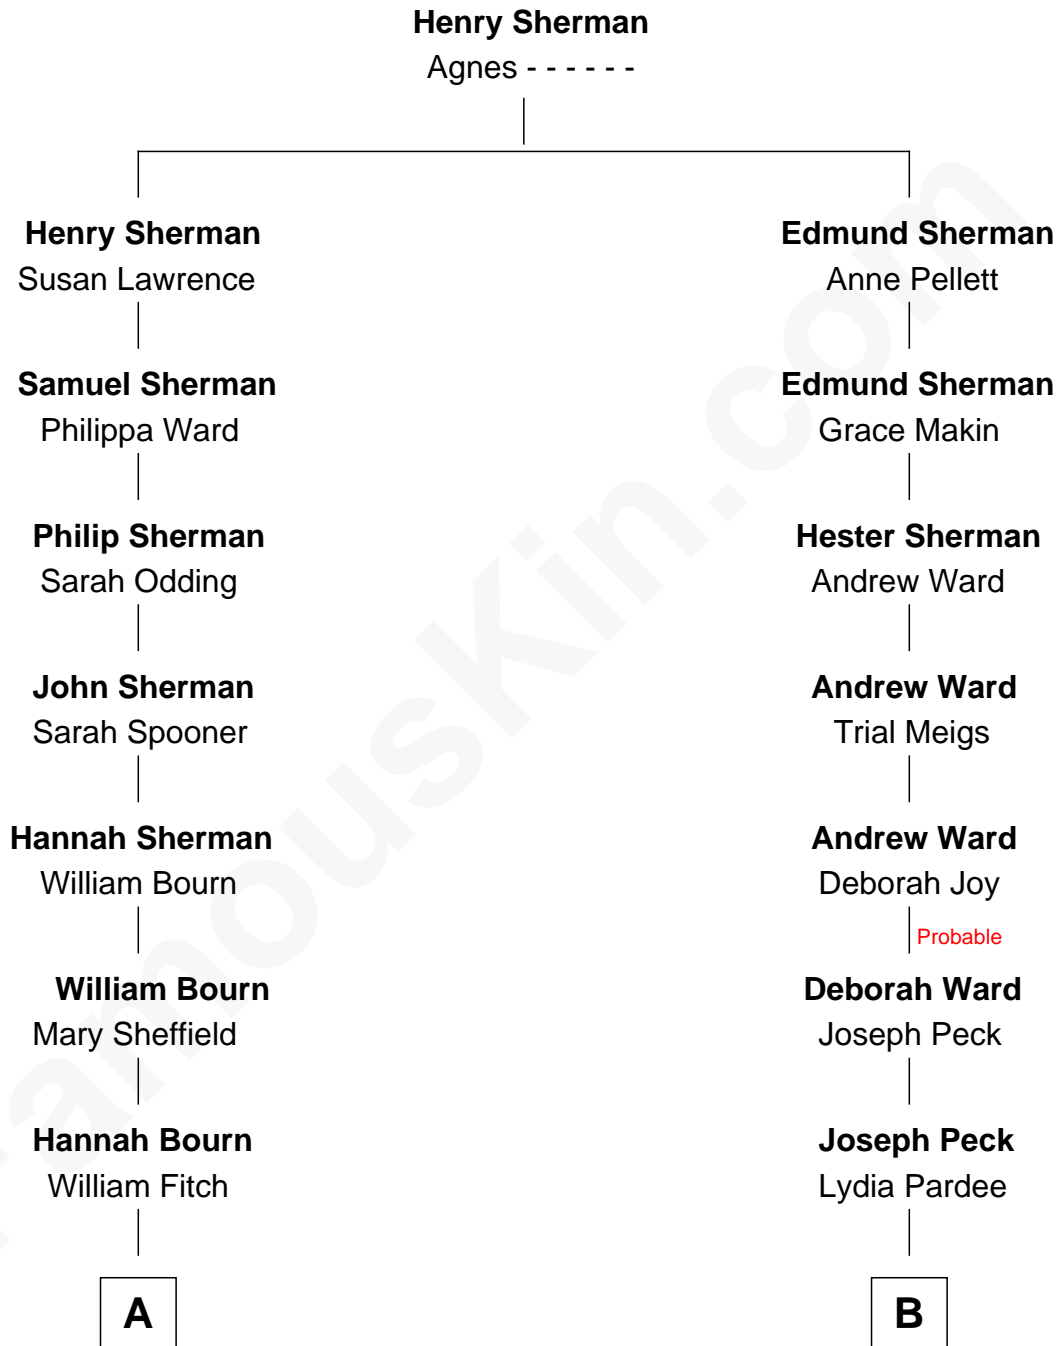 Henry Sherman
Agnes - - - - - -
Henry Sherman
Susan Lawrence
Samuel Sherman
Philippa Ward
Philip Sherman
Sarah Odding
John Sherman
Sarah Spooner
Hannah Sherman
William Bourn
William Bourn
Mary Sheffield
Hannah Bourn
William Fitch
A
Edmund Sherman
Anne Pellett
Edmund Sherman
Grace Makin
Hester Sherman
Andrew Ward
Andrew Ward
Trial Meigs
Andrew Ward
Deborah Joy
Probable
Deborah Ward
Joseph Peck
Joseph Peck
Lydia Pardee
B
FamousKin.com